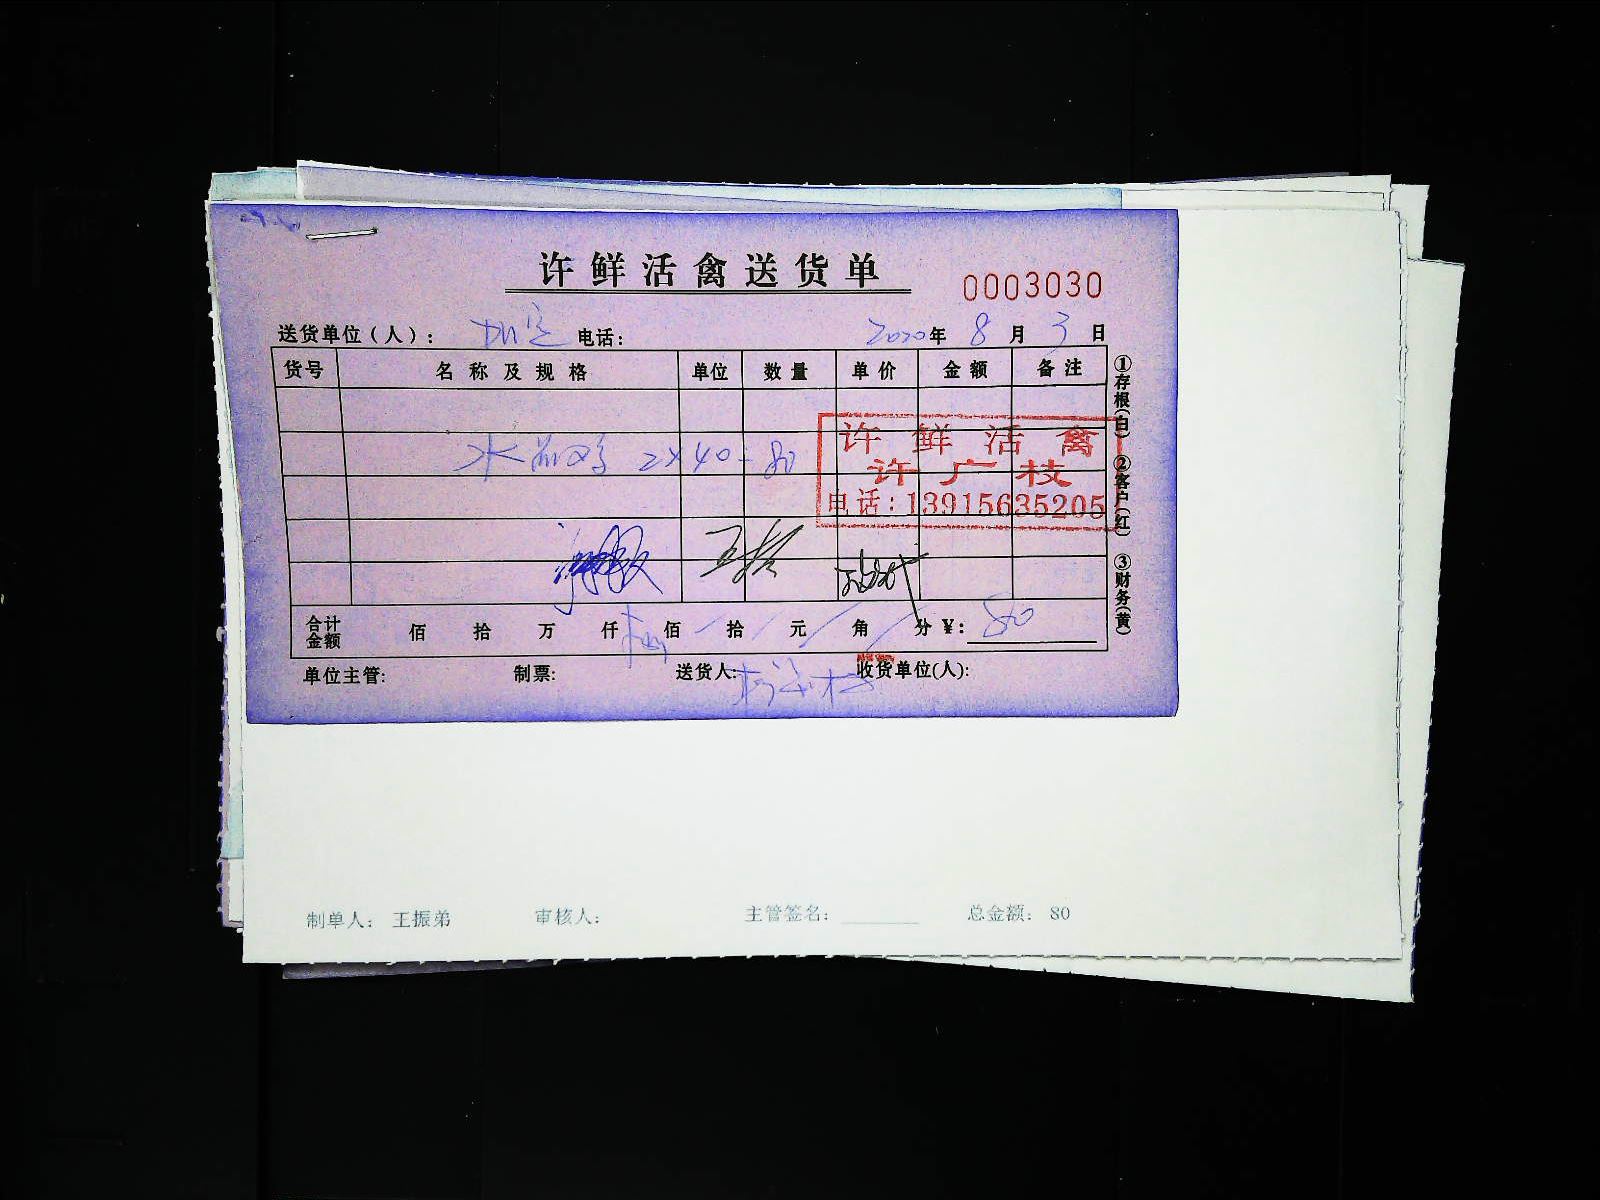 许鲜活禽送货单
0003030
送货单位（人）： 电话： 2020年 8月 3日
货号 名称及规格 单位 数量 单价 金额 备注
①存根(白) ②客户(红) ③财务(黄)
许鲜活禽
水 2×40=80
许广枝
电话：13915635205
合计金额 佰 拾 万 仟 佰 拾 元 角 分 ¥：80
单位主管： 制票： 送货人： 收货单位(人)：
制单人： 王振弟 审核人： 主管签名：________ 总金额： 80